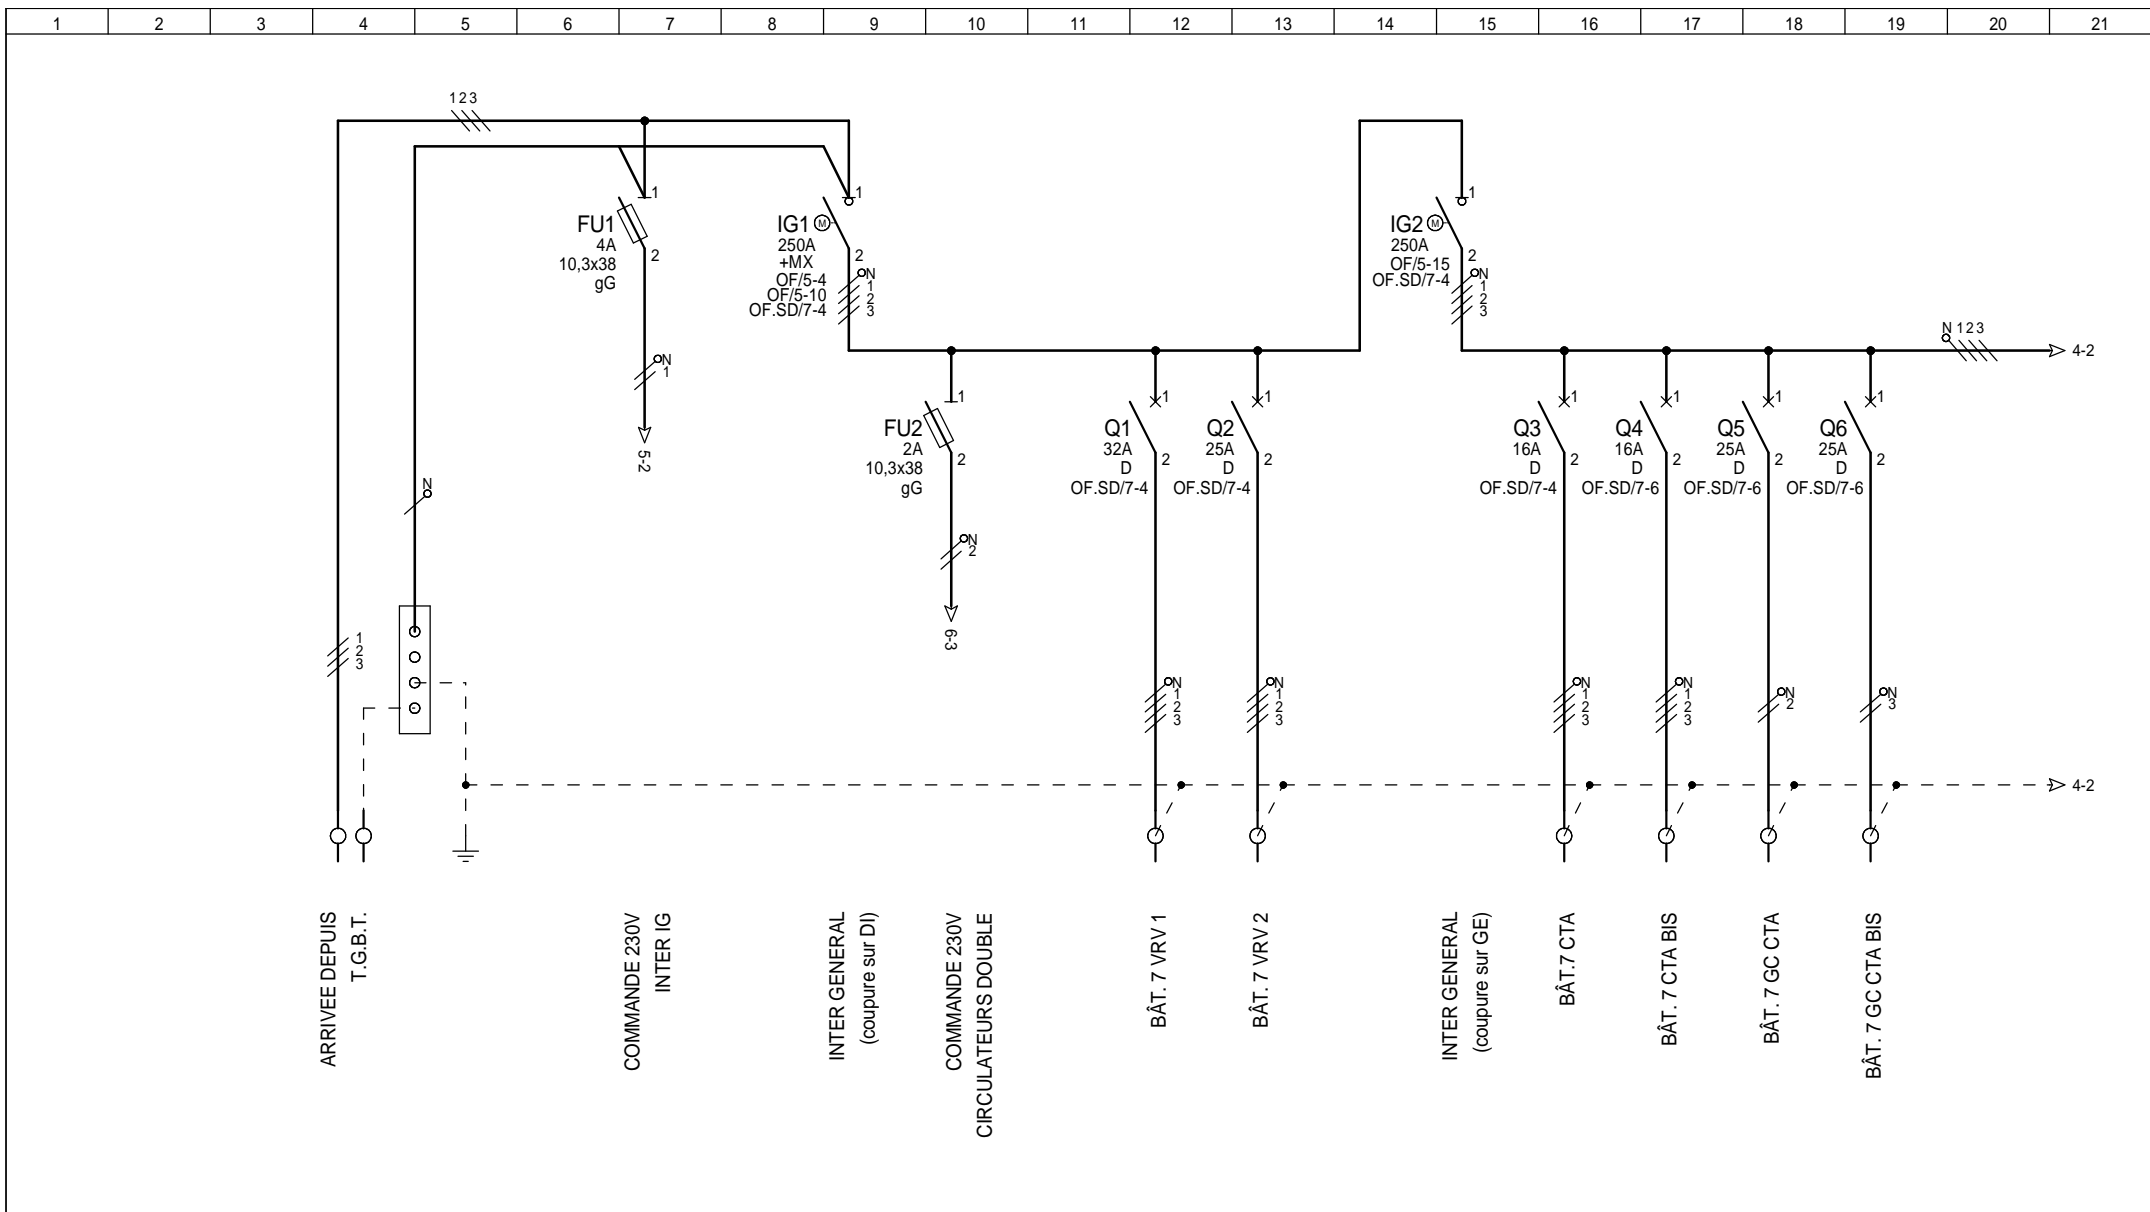 1 2 3 4 5 6 7 8 9 10 11 12 13 14 15 16 17 18 19 20 21
1 2 3
1
FU1
4A
10,3x38
gG
2
N
1
5-2
1
IG1
M
250A
+MX
OF/5-4
OF/5-10
OF.SD/7-4
2
N
1
2
3
1
IG2
M
250A
OF/5-15
OF.SD/7-4
2
N
1
2
3
N 1 2 3
4-2
1
FU2
2A
10,3x38
gG
2
N
2
6-3
1
Q1
32A
D
OF.SD/7-4
2
N
1
2
3
1
Q2
25A
D
OF.SD/7-4
2
N
1
2
3
1
Q3
16A
D
OF.SD/7-4
2
N
1
2
3
1
Q4
16A
D
OF.SD/7-6
2
N
1
2
3
1
Q5
25A
D
OF.SD/7-6
2
N
2
1
Q6
25A
D
OF.SD/7-6
2
N
3
N
1
2
3
4-2
ARRIVEE DEPUIS
T.G.B.T.
COMMANDE 230V
INTER IG
INTER GENERAL
(coupure sur DI)
COMMANDE 230V
CIRCULATEURS DOUBLE
BÂT. 7 VRV 1
BÂT. 7 VRV 2
INTER GENERAL
(coupure sur GE)
BÂT.7 CTA
BÂT. 7 CTA BIS
BÂT. 7 GC CTA
BÂT. 7 GC CTA BIS